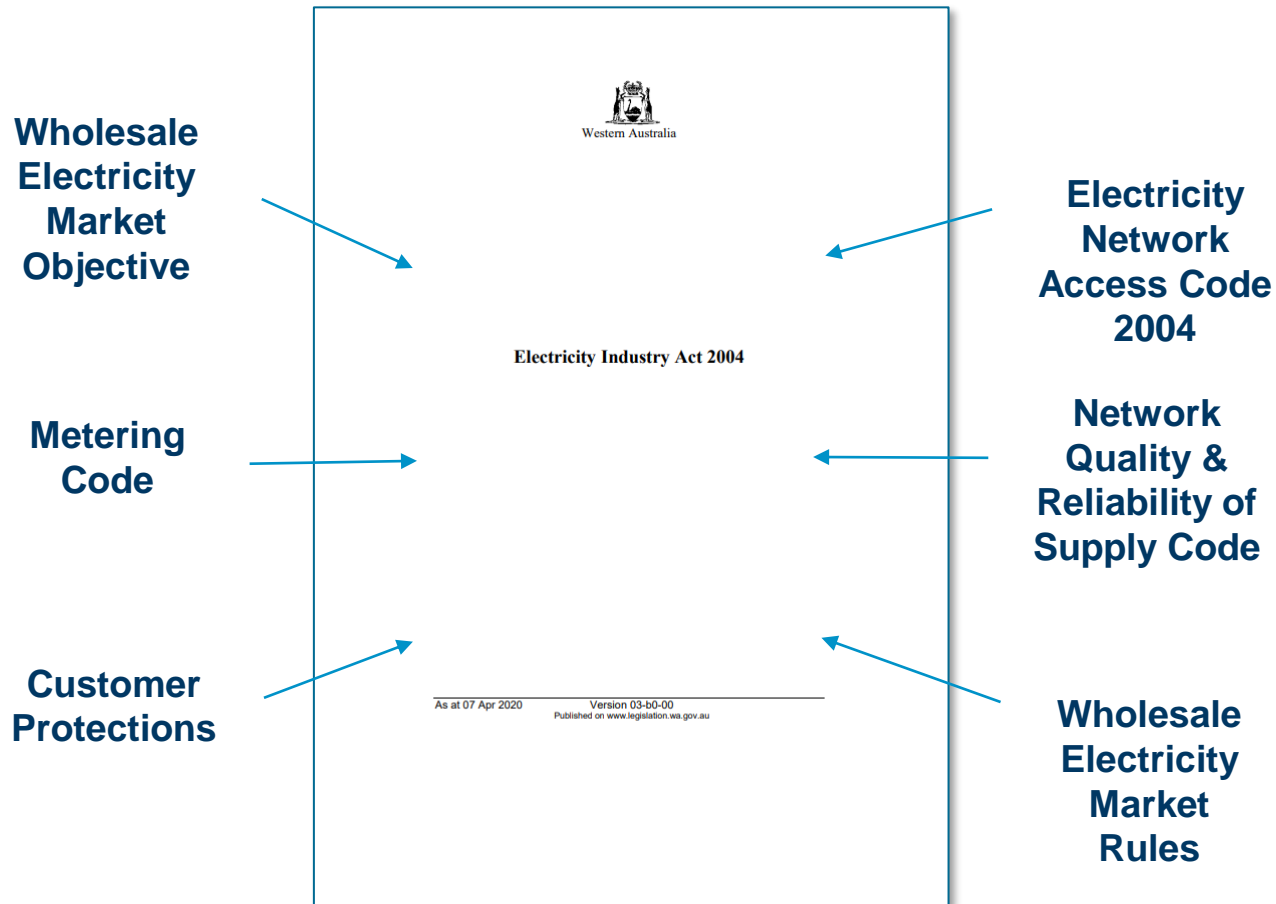 Western Australia
Wholesale
Electricity
Market
Objective
Electricity
Network
Access Code
2004
Electricity Industry Act 2004
Metering
Code
Network
Quality &
Reliability of
Supply Code
Customer
Protections
As at 07 Apr 2020 Version 03-b0-00
Published on www.legislation.wa.gov.au
Wholesale
Electricity
Market
Rules